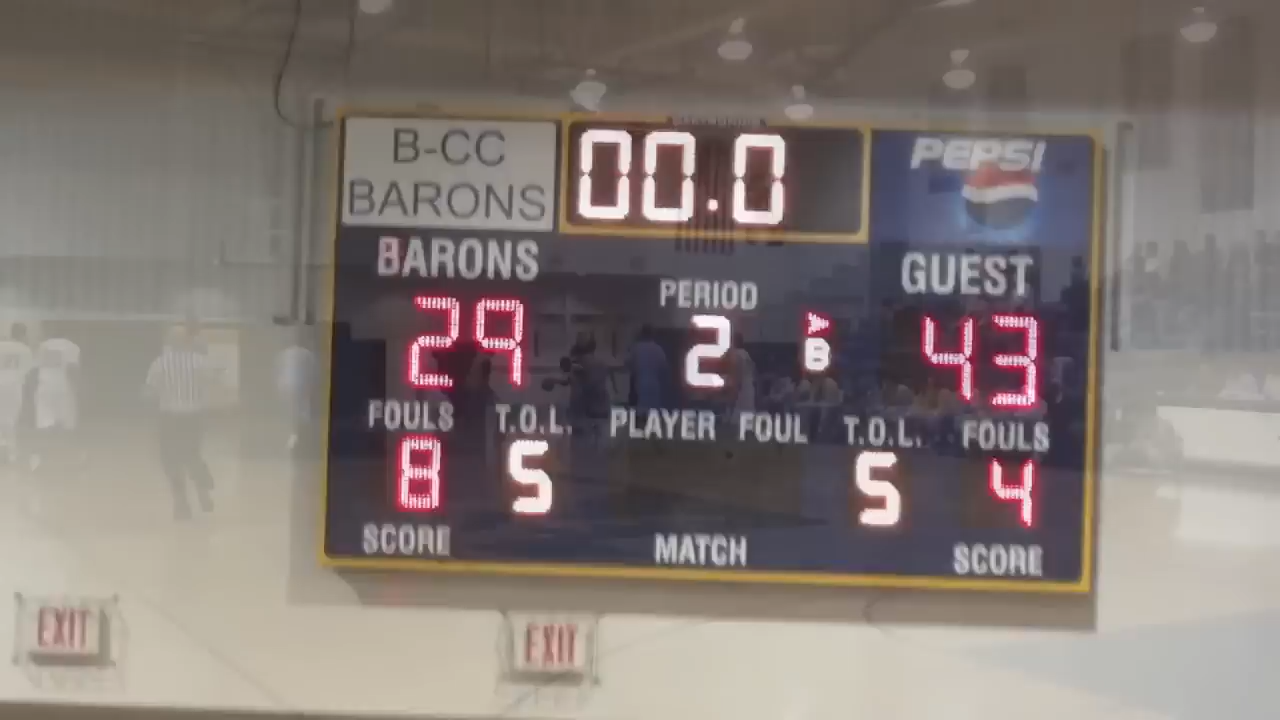 B-CC
BARONS
00.0
PEPSI
BARONS
GUEST
PERIOD
29
2
B
43
FOULS T.O.L. PLAYER FOUL T.O.L. FOULS
8 5 5 4
SCORE MATCH SCORE
EXIT EXIT